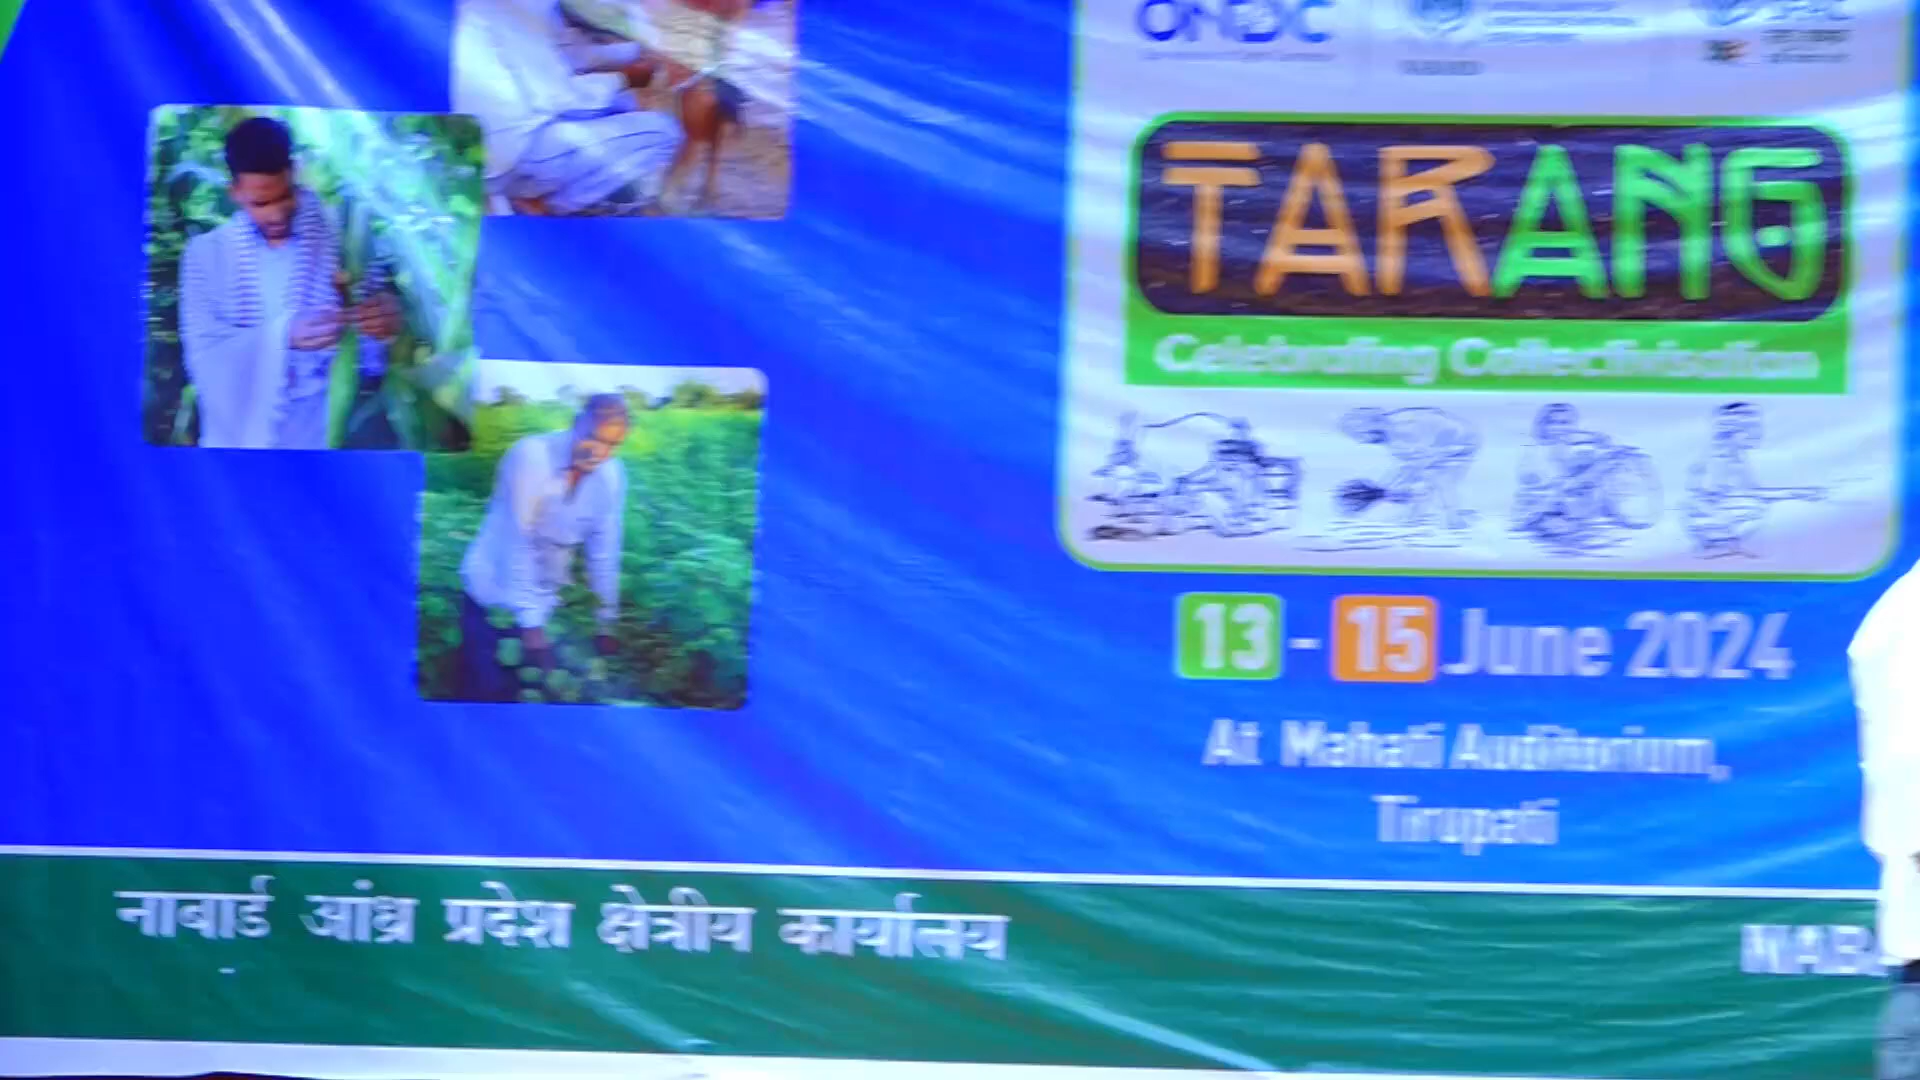 ONDC
TARANG
Celebrating Collectivisation
13 - 15 June 2024
At Mahati Auditorium,
Tirupati
नाबार्ड आंध्र प्रदेश क्षेत्रीय कार्यालय